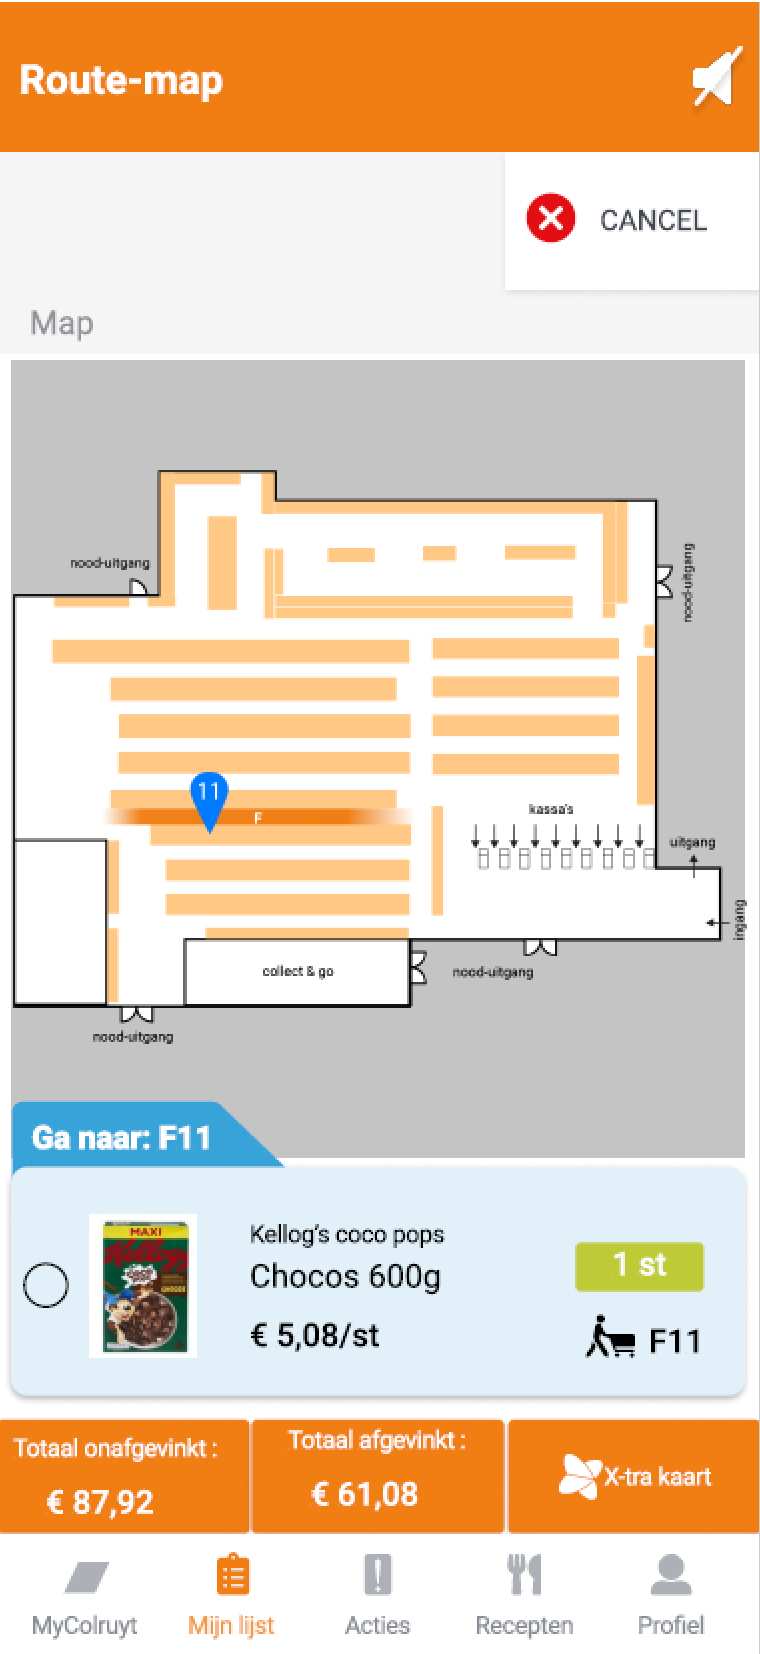 Route-map
CANCEL
Map
nood-uitgang
nood-uitgang
11
F
kassa's
uitgang
ingang
collect & go
nood-uitgang
nood-uitgang
Ga naar: F11
MAXI
Kellogg's
CHOCOS
Kellog's coco pops
Chocos 600g
1 st
€ 5,08/st
F11
Totaal onafgevinkt :
€ 87,92
Totaal afgevinkt :
€ 61,08
X-tra kaart
MyColruyt
Mijn lijst
Acties
Recepten
Profiel